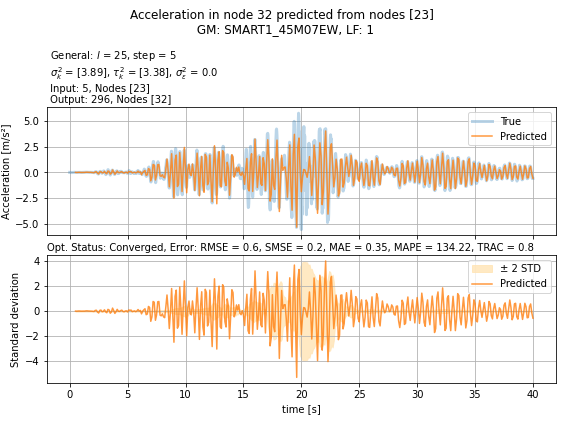 Acceleration in node 32 predicted from nodes [23]
GM: SMART1_45M07EW, LF: 1
General: l = 25, step = 5
σ²ₖ = [3.89], τ²ₖ = [3.38], σ²ε = 0.0
Input: 5, Nodes [23]
Output: 296, Nodes [32]
Acceleration [m/s²]
5.0
2.5
0.0
−2.5
−5.0
True
Predicted
Opt. Status: Converged, Error: RMSE = 0.6, SMSE = 0.2, MAE = 0.35, MAPE = 134.22, TRAC = 0.8
Standard deviation
4
2
0
−2
−4
± 2 STD
Predicted
0 5 10 15 20 25 30 35 40
time [s]